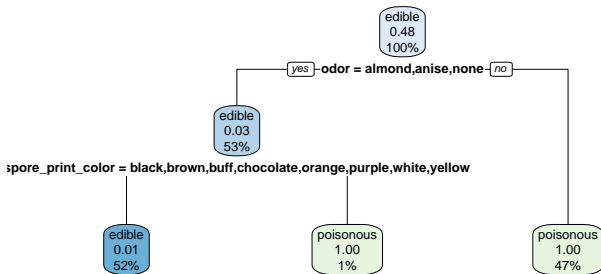 edible
0.48
100%
yes odor = almond,anise,none no
edible
0.03
53%
spore_print_color = black,brown,buff,chocolate,orange,purple,white,yellow
edible
0.01
52%
poisonous
1.00
1%
poisonous
1.00
47%